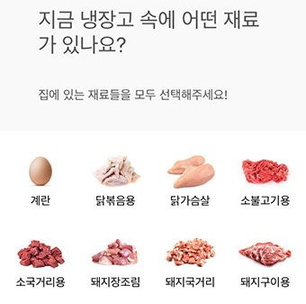 지금 냉장고 속에 어떤 재료
가 있나요?
집에 있는 재료들을 모두 선택해주세요!
계란 닭볶음용 닭가슴살 소불고기용
소국거리용 돼지장조림 돼지국거리 돼지구이용